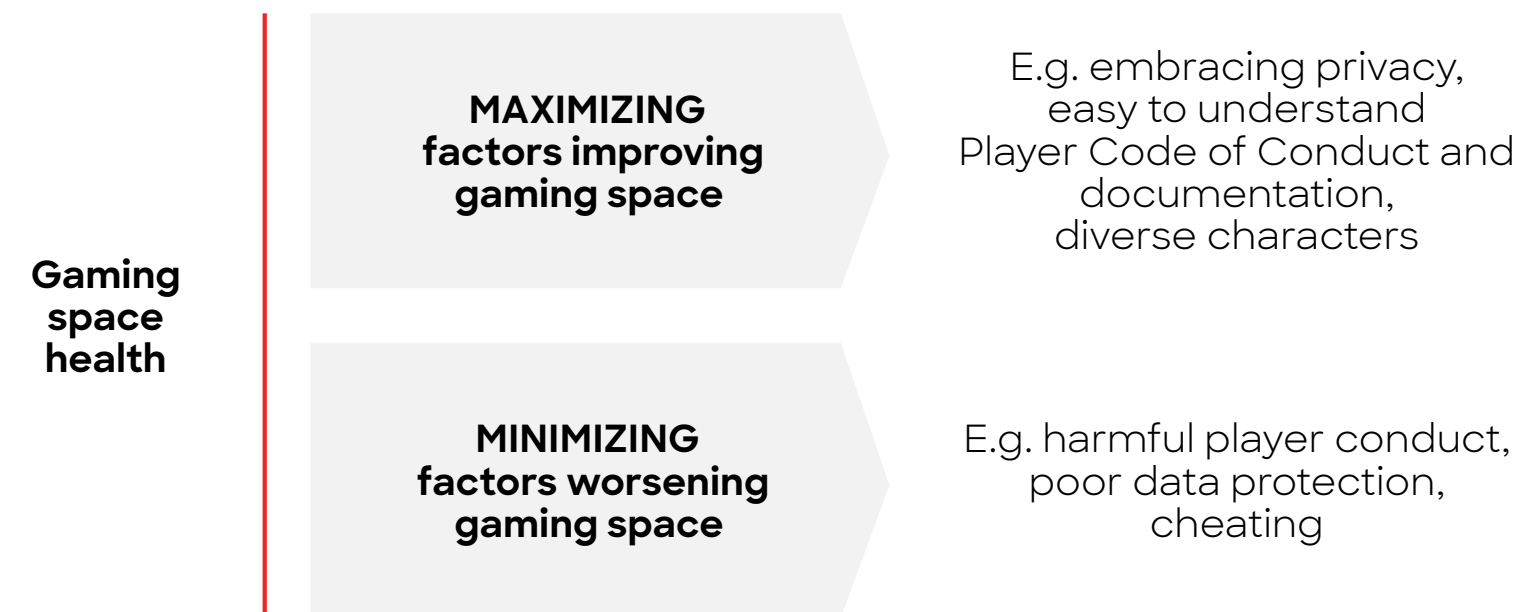 Gaming
space
health
MAXIMIZING
factors improving
gaming space
E.g. embracing privacy,
easy to understand
Player Code of Conduct and
documentation,
diverse characters
MINIMIZING
factors worsening
gaming space
E.g. harmful player conduct,
poor data protection,
cheating